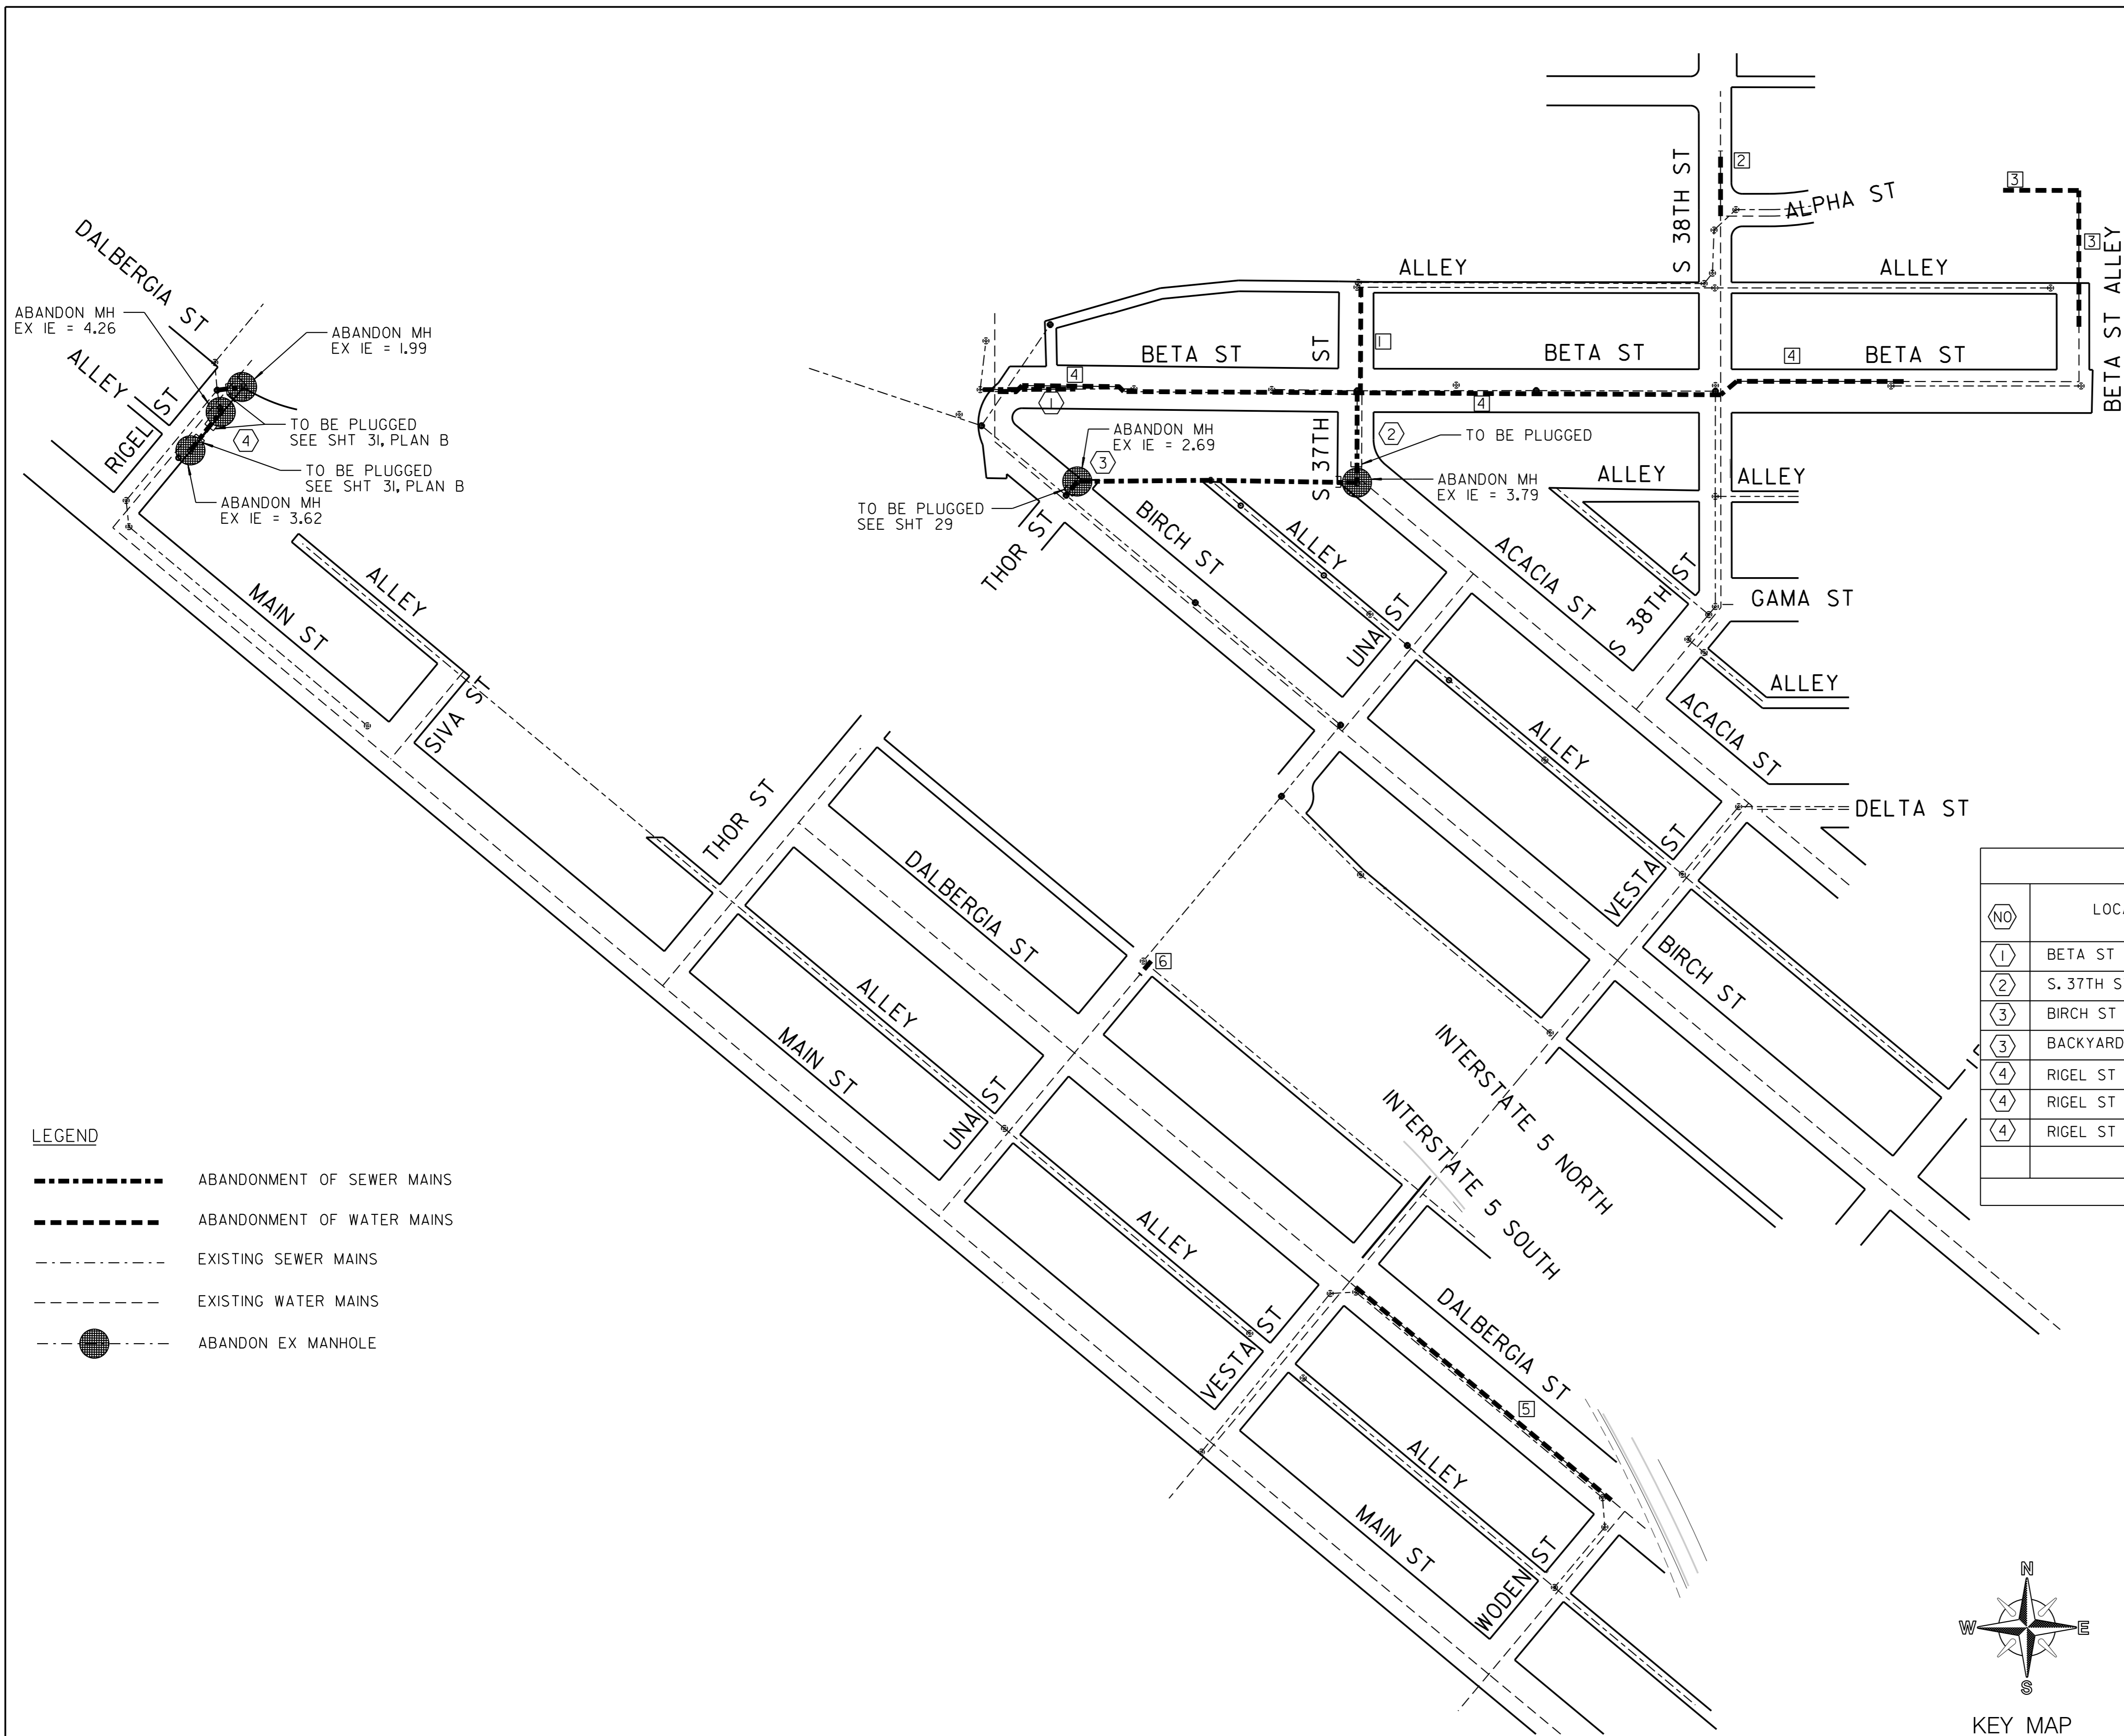 S 38TH ST
2
3
ALPHA ST
3
BETA ST ALLEY
DALBERGIA ST
ALLEY
ALLEY
ABANDON MH
EX IE = 4.26
ABANDON MH
EX IE = 1.99
ALLEY
RIGEL ST
TO BE PLUGGED
SEE SHT 31, PLAN B
4
TO BE PLUGGED
SEE SHT 31, PLAN B
ABANDON MH
EX IE = 3.62
BETA ST
S 37TH ST
1
BETA ST
4
BETA ST
4
1
4
ABANDON MH
EX IE = 2.69
3
2
TO BE PLUGGED
TO BE PLUGGED
SEE SHT 29
ABANDON MH
EX IE = 3.79
ALLEY
ALLEY
THOR ST
BIRCH ST
ALLEY
ACACIA ST
S 38TH ST
GAMA ST
UNA ST
ALLEY
ACACIA ST
MAIN ST
ALLEY
SIVA ST
ALLEY
DELTA ST
THOR ST
DALBERGIA ST
VESTA ST
BIRCH ST
6
ALLEY
MAIN ST
UNA ST
INTERSTATE 5 NORTH
INTERSTATE 5 SOUTH
NO
LOCA
1
BETA ST
2
S. 37TH S
3
BIRCH ST
3
BACKYARD
4
RIGEL ST
4
RIGEL ST
4
RIGEL ST
LEGEND
ABANDONMENT OF SEWER MAINS
ABANDONMENT OF WATER MAINS
EXISTING SEWER MAINS
EXISTING WATER MAINS
ABANDON EX MANHOLE
ALLEY
VESTA ST
DALBERGIA ST
5
ALLEY
MAIN ST
WODEN ST
N
W
E
S
KEY MAP